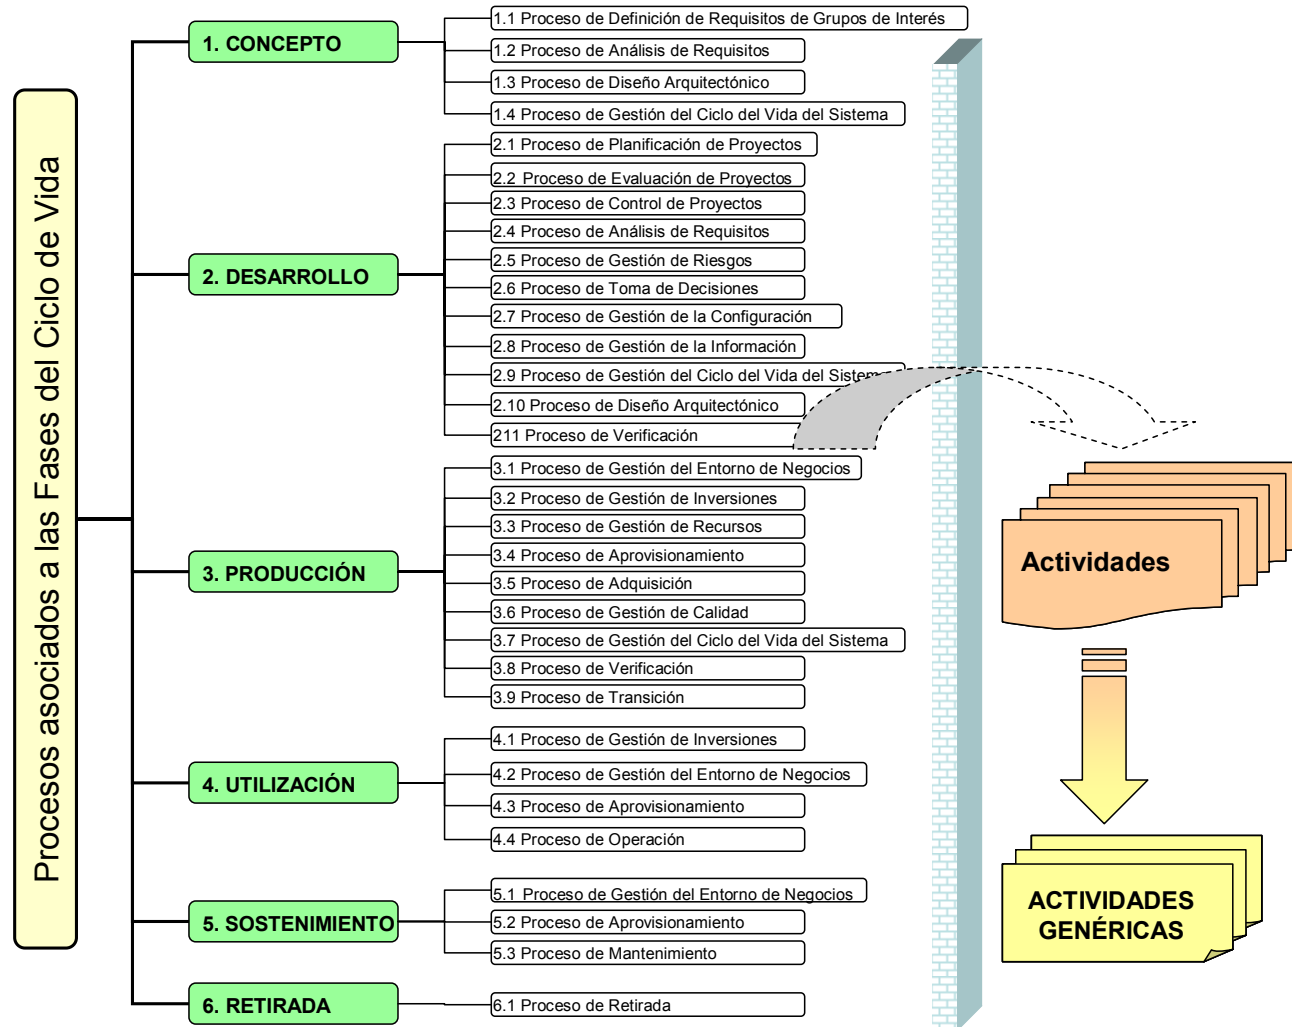 Procesos asociados a las Fases del Ciclo de Vida
1. CONCEPTO
1.1 Proceso de Definición de Requisitos de Grupos de Interés
1.2 Proceso de Análisis de Requisitos
1.3 Proceso de Diseño Arquitectónico
1.4 Proceso de Gestión del Ciclo del Vida del Sistema
2. DESARROLLO
2.1 Proceso de Planificación de Proyectos
2.2 Proceso de Evaluación de Proyectos
2.3 Proceso de Control de Proyectos
2.4 Proceso de Análisis de Requisitos
2.5 Proceso de Gestión de Riesgos
2.6 Proceso de Toma de Decisiones
2.7 Proceso de Gestión de la Configuración
2.8 Proceso de Gestión de la Información
2.9 Proceso de Gestión del Ciclo del Vida del Sistema
2.10 Proceso de Diseño Arquitectónico
211 Proceso de Verificación
3. PRODUCCIÓN
3.1 Proceso de Gestión del Entorno de Negocios
3.2 Proceso de Gestión de Inversiones
3.3 Proceso de Gestión de Recursos
3.4 Proceso de Aprovisionamiento
3.5 Proceso de Adquisición
3.6 Proceso de Gestión de Calidad
3.7 Proceso de Gestión del Ciclo del Vida del Sistema
3.8 Proceso de Verificación
3.9 Proceso de Transición
4. UTILIZACIÓN
4.1 Proceso de Gestión de Inversiones
4.2 Proceso de Gestión del Entorno de Negocios
4.3 Proceso de Aprovisionamiento
4.4 Proceso de Operación
5. SOSTENIMIENTO
5.1 Proceso de Gestión del Entorno de Negocios
5.2 Proceso de Aprovisionamiento
5.3 Proceso de Mantenimiento
6. RETIRADA
6.1 Proceso de Retirada
Actividades
ACTIVIDADES
GENÉRICAS